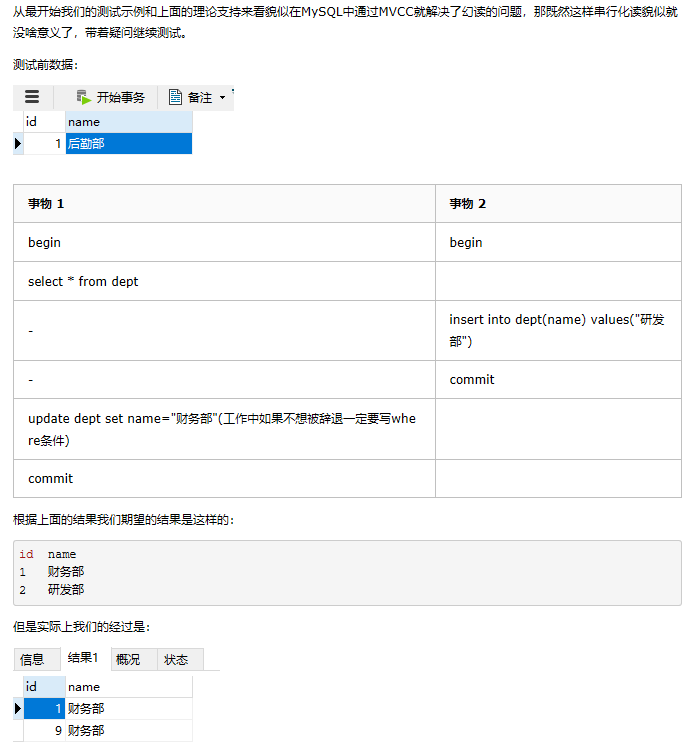 从最开始我们的测试示例和上面的理论支持来看貌似在MySQL中通过MVCC就解决了幻读的问题，那既然这样串行化读貌似就
没啥意义了，带着疑问继续测试。
测试前数据：
开始事务 备注
id name
1 后勤部
事物 1 事物 2
begin begin
select * from dept
- insert into dept(name) values("研发
部")
- commit
update dept set name="财务部"(工作中如果不想被辞退一定要写whe
re条件)
commit
根据上面的结果我们期望的结果是这样的：
id name
1 财务部
2 研发部
但是实际上我们的经过是：
信息 结果1 概况 状态
id name
1 财务部
9 财务部